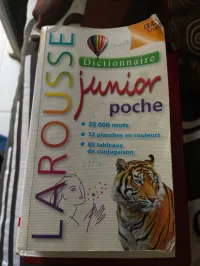 LAROUSSE
Dictionnaire
junior
poche
• 20 000 mots
• 32 planches en couleurs
• 80 tableaux
de conjugaison